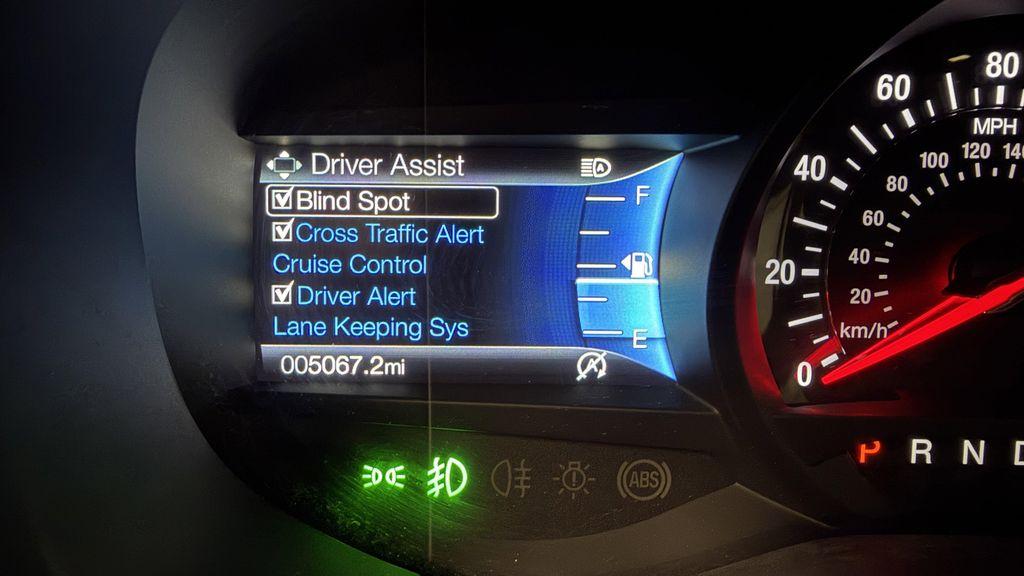 Driver Assist
Blind Spot
Cross Traffic Alert
Cruise Control
Driver Alert
Lane Keeping Sys
005067.2mi
F
E
A
A
ABS
0
20
40
60
80
MPH
20
40
60
80
100
120
140
km/h
P R N D